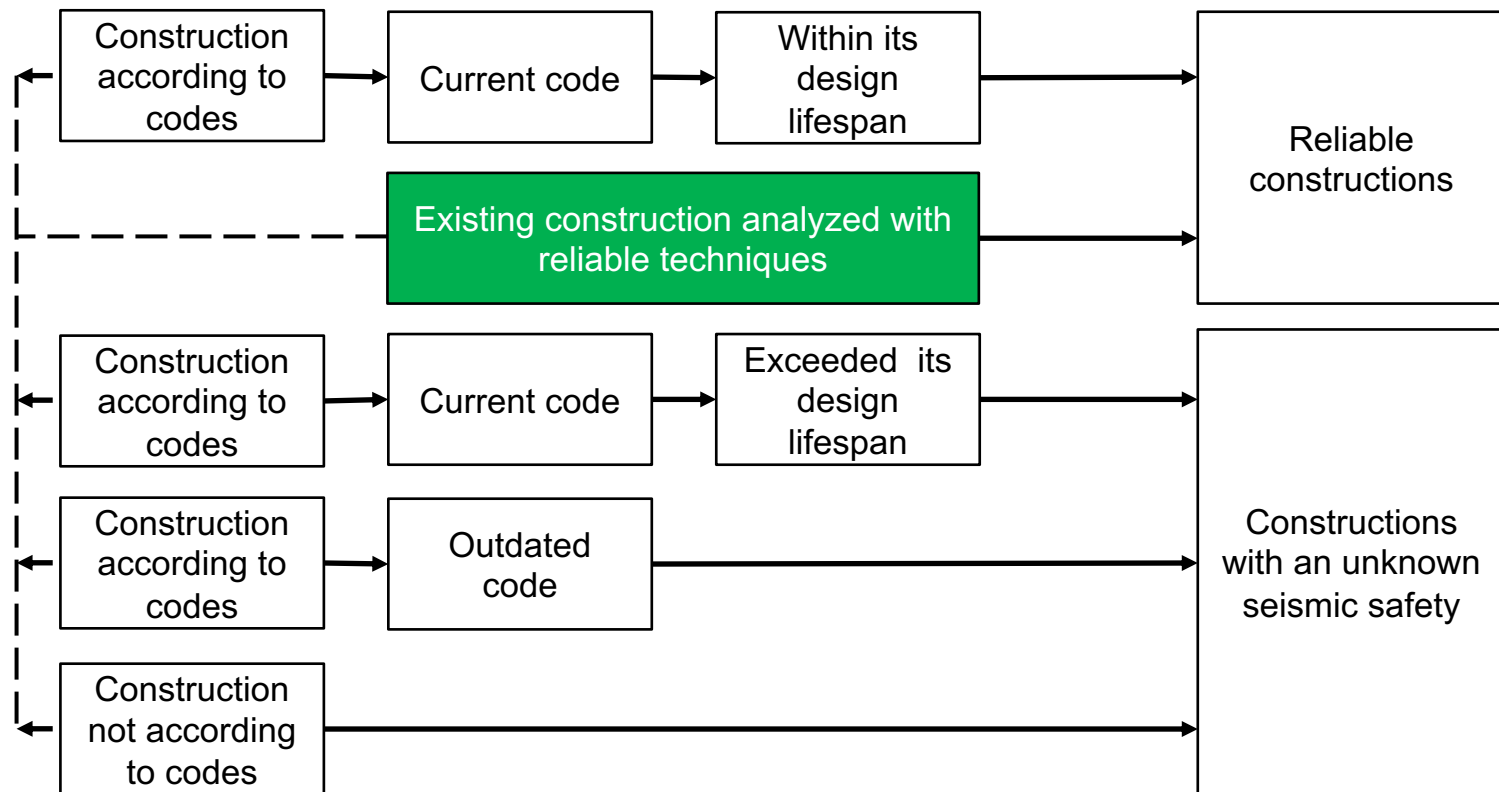 Construction
according to
codes
Current code
Within its
design
lifespan
Reliable
constructions
Existing construction analyzed with
reliable techniques
Construction
according to
codes
Current code
Exceeded its
design
lifespan
Construction
according to
codes
Outdated
code
Constructions
with an unknown
seismic safety
Construction
not according
to codes